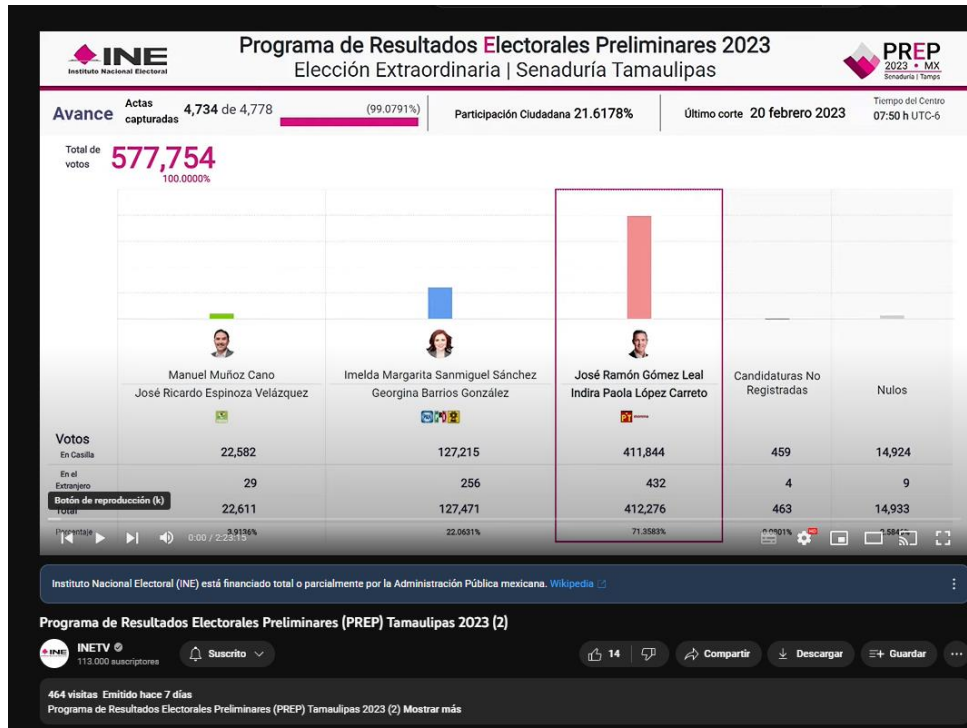 INE
Instituto Nacional Electoral
Programa de Resultados Electorales Preliminares 2023
Elección Extraordinaria | Senaduría Tamaulipas
PREP
2023 • MX
Senaduría | Tamps
Avance
Actas capturadas 4,734 de 4,778 (99.0791%)
Participación Ciudadana 21.6178%
Último corte 20 febrero 2023
Tiempo del Centro
07:50 h UTC-6
Total de votos 577,754
100.0000%
Manuel Muñoz Cano
José Ricardo Espinoza Velázquez
Imelda Margarita Sanmiguel Sánchez
Georgina Barrios González
José Ramón Gómez Leal
Indira Paola López Carreto
Candidaturas No Registradas
Nulos
PT morena
Votos
En Casilla 22,582 127,215 411,844 459 14,924
En el Extranjero 29 256 432 4 9
Botón de reproducción (k)
Total 22,611 127,471 412,276 463 14,933
Porcentaje 3.9136% 22.0631% 71.3583%
0:00 / 2:23:15
HD
Instituto Nacional Electoral (INE) está financiado total o parcialmente por la Administración Pública mexicana. Wikipedia
Programa de Resultados Electorales Preliminares (PREP) Tamaulipas 2023 (2)
INE
INETV
113.000 suscriptores
Suscrito
14
Compartir
Descargar
Guardar
464 visitas Emitido hace 7 días
Programa de Resultados Electorales Preliminares (PREP) Tamaulipas 2023 (2) Mostrar más